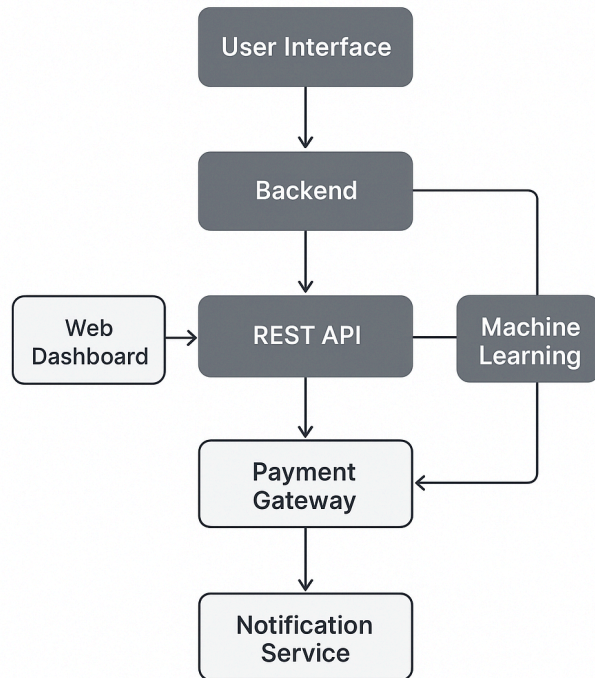 User Interface
Backend
Web
Dashboard
REST API
Machine
Learning
Payment
Gateway
Notification
Service